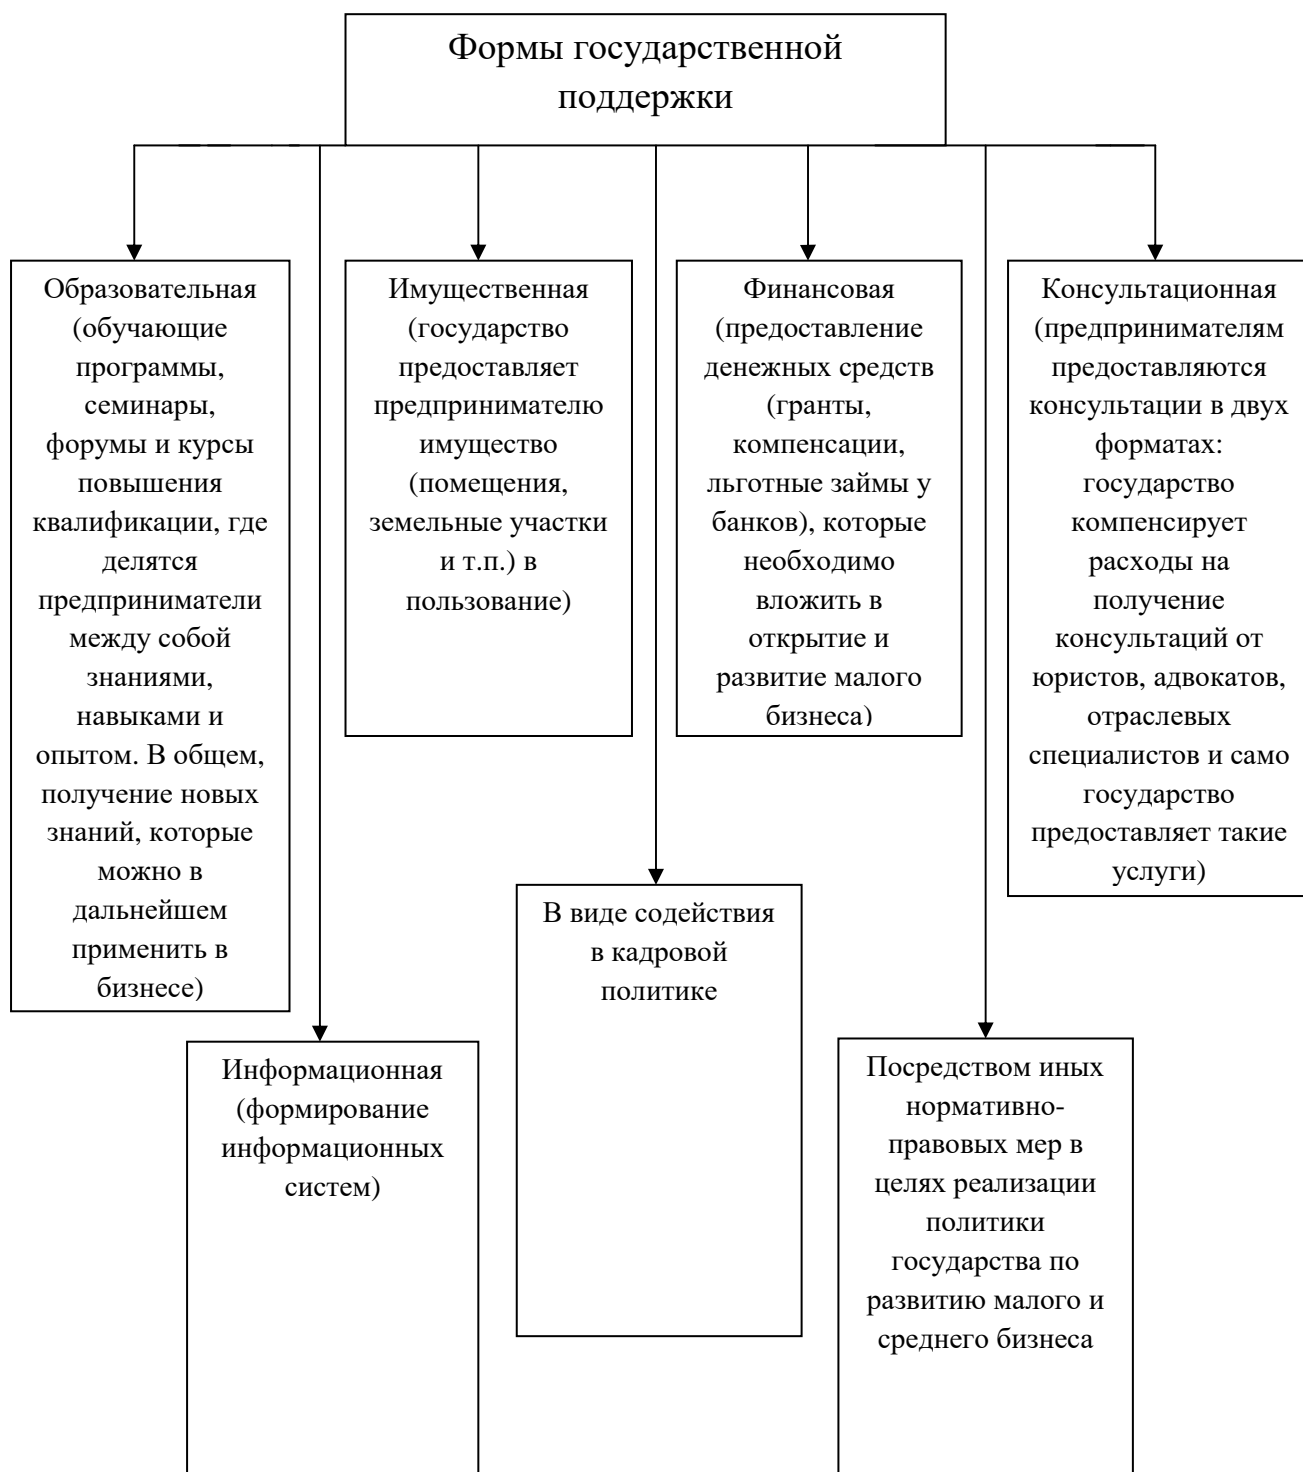 Формы государственной
поддержки
Образовательная
(обучающие
программы,
семинары,
форумы и курсы
повышения
квалификации, где
делятся
предприниматели
между собой
знаниями,
навыками и
опытом. В общем,
получение новых
знаний, которые
можно в
дальнейшем
применить в
бизнесе)
Имущественная
(государство
предоставляет
предпринимателю
имущество
(помещения,
земельные участки
и т.п.) в
пользование)
Финансовая
(предоставление
денежных средств
(гранты,
компенсации,
льготные займы у
банков), которые
необходимо
вложить в
открытие и
развитие малого
бизнеса)
Консультационная
(предпринимателям
предоставляются
консультации в двух
форматах:
государство
компенсирует
расходы на
получение
консультаций от
юристов, адвокатов,
отраслевых
специалистов и само
государство
предоставляет такие
услуги)
Информационная
(формирование
информационных
систем)
В виде содействия
в кадровой
политике
Посредством иных
нормативно-
правовых мер в
целях реализации
политики
государства по
развитию малого и
среднего бизнеса